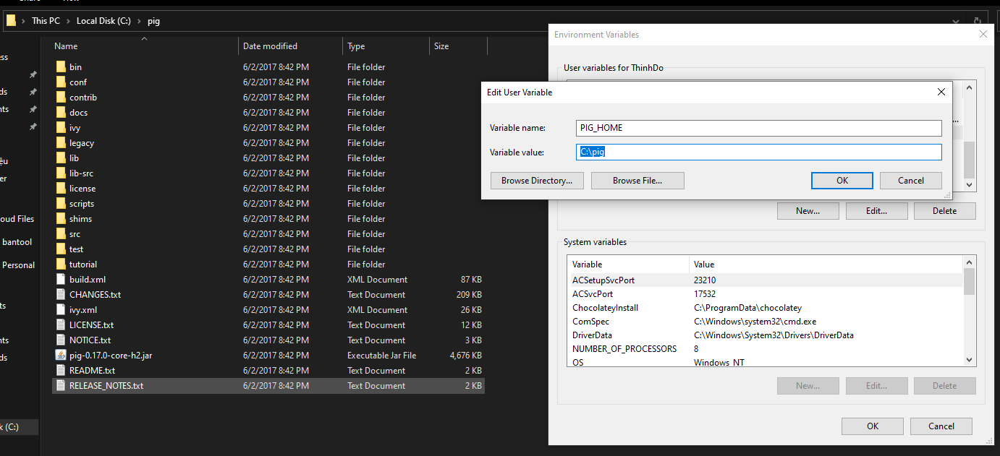 This PC > Local Disk (C:) > pig
Name Date modified Type Size
bin 6/2/2017 8:42 PM File folder
conf 6/2/2017 8:42 PM File folder
contrib 6/2/2017 8:42 PM File folder
docs 6/2/2017 8:42 PM File folder
ivy 6/2/2017 8:42 PM File folder
legacy 6/2/2017 8:42 PM File folder
lib 6/2/2017 8:42 PM File folder
lib-src 6/2/2017 8:42 PM File folder
license 6/2/2017 8:42 PM File folder
scripts 6/2/2017 8:42 PM File folder
shims 6/2/2017 8:42 PM File folder
src 6/2/2017 8:42 PM File folder
test 6/2/2017 8:42 PM File folder
tutorial 6/2/2017 8:42 PM File folder
build.xml 6/2/2017 8:42 PM XML Document 87 KB
CHANGES.txt 6/2/2017 8:42 PM Text Document 209 KB
ivy.xml 6/2/2017 8:42 PM XML Document 26 KB
LICENSE.txt 6/2/2017 8:42 PM Text Document 12 KB
NOTICE.txt 6/2/2017 8:42 PM Text Document 3 KB
pig-0.17.0-core-h2.jar 6/2/2017 8:42 PM Executable Jar File 4,676 KB
README.txt 6/2/2017 8:42 PM Text Document 2 KB
RELEASE_NOTES.txt 6/2/2017 8:42 PM Text Document 2 KB
ess
ds
nts
ệu
er
oud Files
bantool
Personal
ts
nts
ds
k (C:)
Environment Variables
User variables for ThinhDo
Edit User Variable
Variable name: PIG_HOME
Variable value: C:\pig
Browse Directory... Browse File... OK Cancel
...
New... Edit... Delete
System variables
Variable Value
ACSetupSvcPort 23210
ACSvcPort 17532
ChocolateyInstall C:\ProgramData\chocolatey
ComSpec C:\Windows\system32\cmd.exe
DriverData C:\Windows\System32\Drivers\DriverData
NUMBER_OF_PROCESSORS 8
OS Windows_NT
New... Edit... Delete
OK Cancel